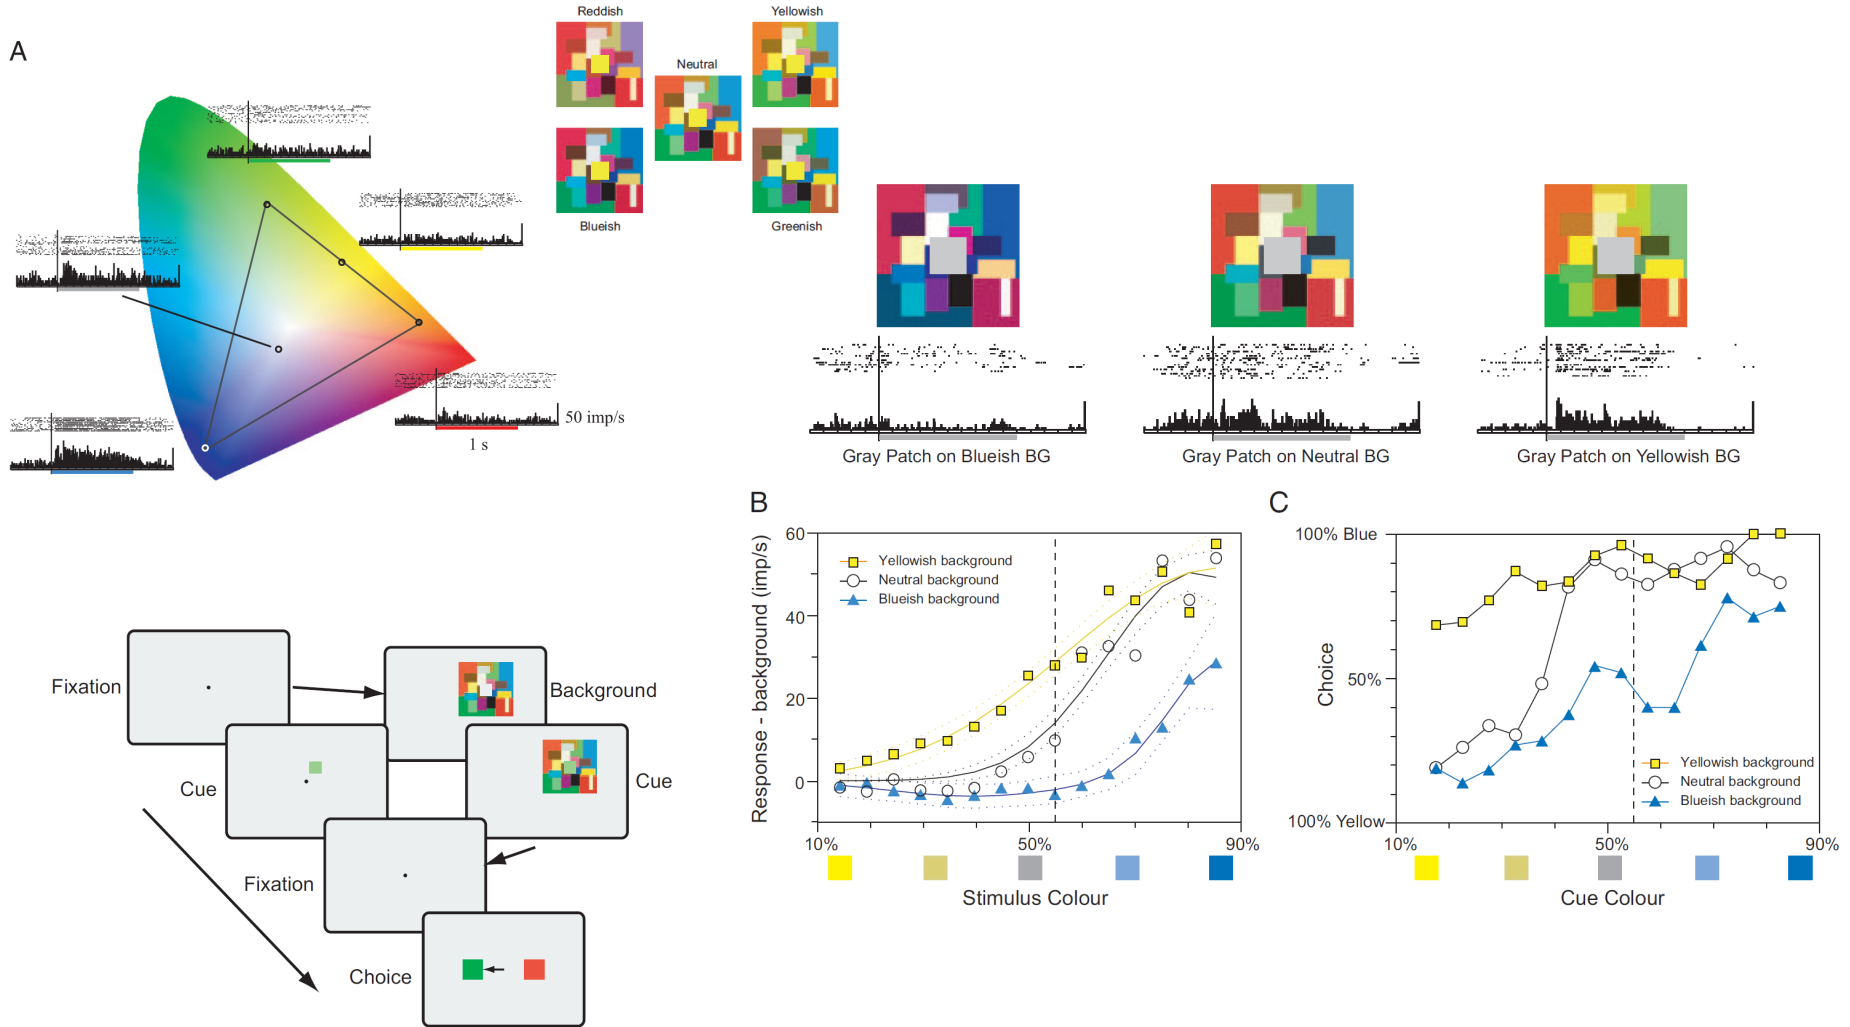 A
Reddish
Yellowish
Neutral
Blueish
Greenish
50 imp/s
1 s
Gray Patch on Blueish BG
Gray Patch on Neutral BG
Gray Patch on Yellowish BG
Fixation
Background
Cue
Cue
Fixation
Choice
B
Response - background (imp/s)
60
40
20
0
Yellowish background
Neutral background
Blueish background
10%
50%
90%
Stimulus Colour
C
Choice
100% Blue
50%
100% Yellow
Yellowish background
Neutral background
Blueish background
10%
50%
90%
Cue Colour